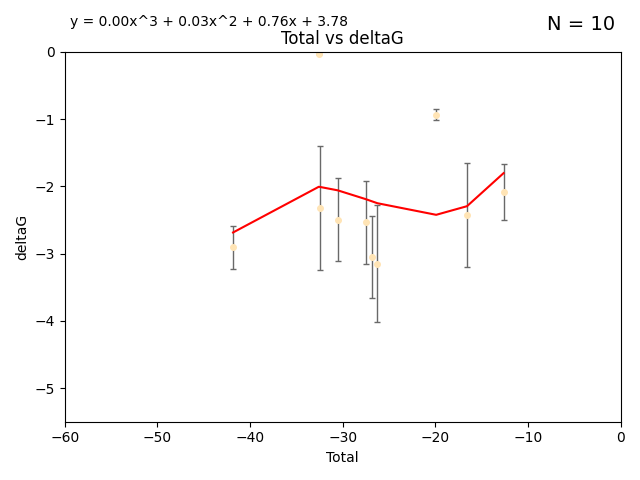 y = 0.00x^3 + 0.03x^2 + 0.76x + 3.78
N = 10
Total vs deltaG
0
−1
−2
−3
−4
−5
deltaG
−60
−50
−40
−30
−20
−10
0
Total